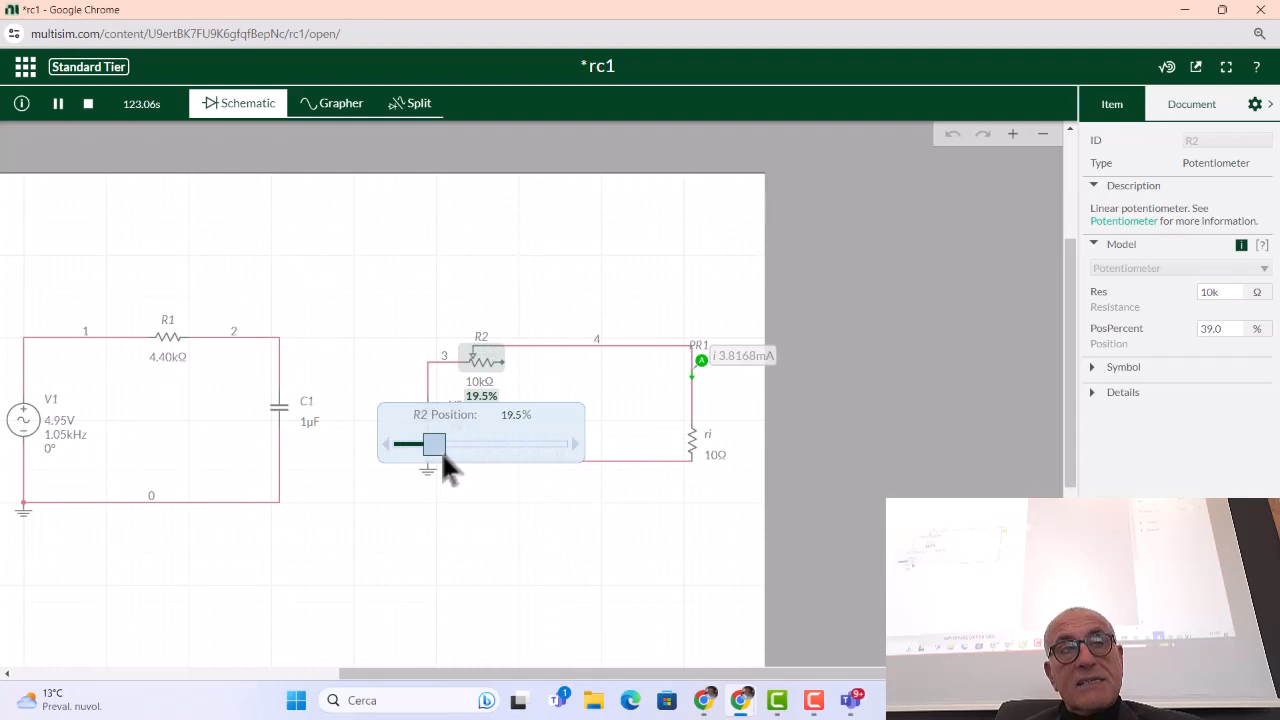 *rc1 - Google Chrome
multisim.com/content/U9ertBK7FU9K6gfqfBepNc/rc1/open/
Standard Tier
*rc1
123.06s
Schematic
Grapher
Split
Item
Document
ID
R2
Type
Potentiometer
Description
Linear potentiometer. See
Potentiometer for more information.
Model
[?]
Potentiometer
Res
10k
Ω
Resistance
PosPercent
39.0
%
Position
Symbol
Details
1
R1
2
4.40kΩ
V1
4.95V
1.05kHz
0°
C1
1µF
0
R2
3
4
10kΩ
19.5%
R2 Position:
19.5%
PR1
A
i 3.8168mA
ri
10Ω
13°C
Preval. nuvol.
Cerca
1
9+